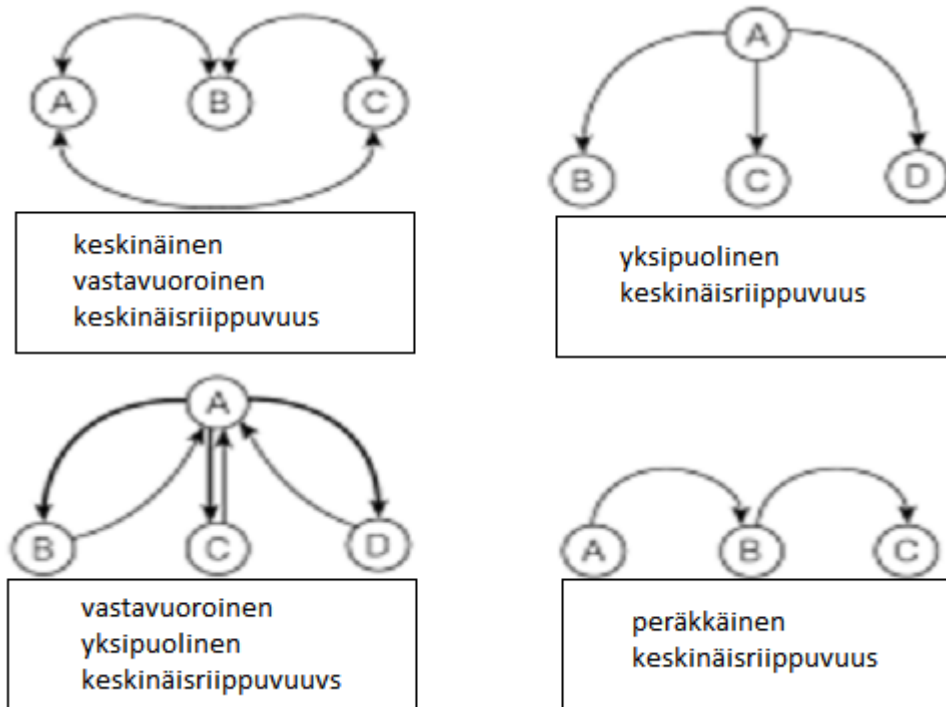 A
B
C
keskinäinen
vastavuoroinen
keskinäisriippuvuus
A
B
C
D
yksipuolinen
keskinäisriippuvuus
A
B
C
D
vastavuoroinen
yksipuolinen
keskinäisriippuvuuvs
A
B
C
peräkkäinen
keskinäisriippuvuus